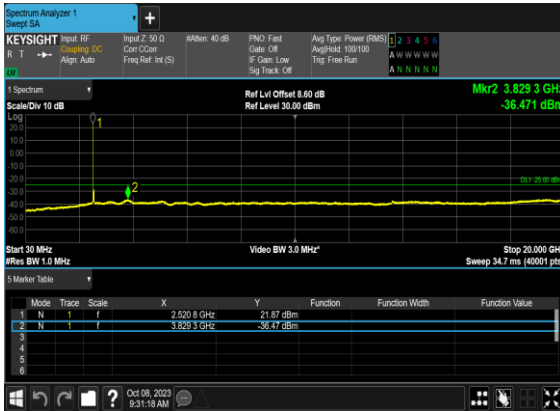 Spectrum Analyzer 1
Swept SA
+
KEYSIGHT Input: RF Input Z: 50 Ω #Atten: 40 dB PNO: Fast Avg Type: Power (RMS) 1 2 3 4 5 6
R T Coupling: DC Corr CCorr Gate: Off Avg|Hold: 100/100 A W W W W W
Align: Auto Freq Ref: Int (S) IF Gain: Low Trig: Free Run
Sig Track: Off A N N N N N
1 Spectrum Ref Lvl Offset 8.60 dB Mkr2 3.829 3 GHz
Scale/Div 10 dB Ref Level 30.00 dBm -36.471 dBm
Log
20.0
10.0
0.00
-10.0
-20.0
-30.0
-40.0
-50.0
-60.0
1
2
DL1 -25.00 dBm
Start 30 MHz Video BW 3.0 MHz* Stop 20.000 GHz
#Res BW 1.0 MHz Sweep 34.7 ms (40001 pts)
5 Marker Table
Mode Trace Scale X Y Function Function Width Function Value
1 N 1 f 2.520 8 GHz 21.87 dBm
2 N 1 f 3.829 3 GHz -36.47 dBm
3
4
5
6
? Oct 08, 2023
9:31:18 AM